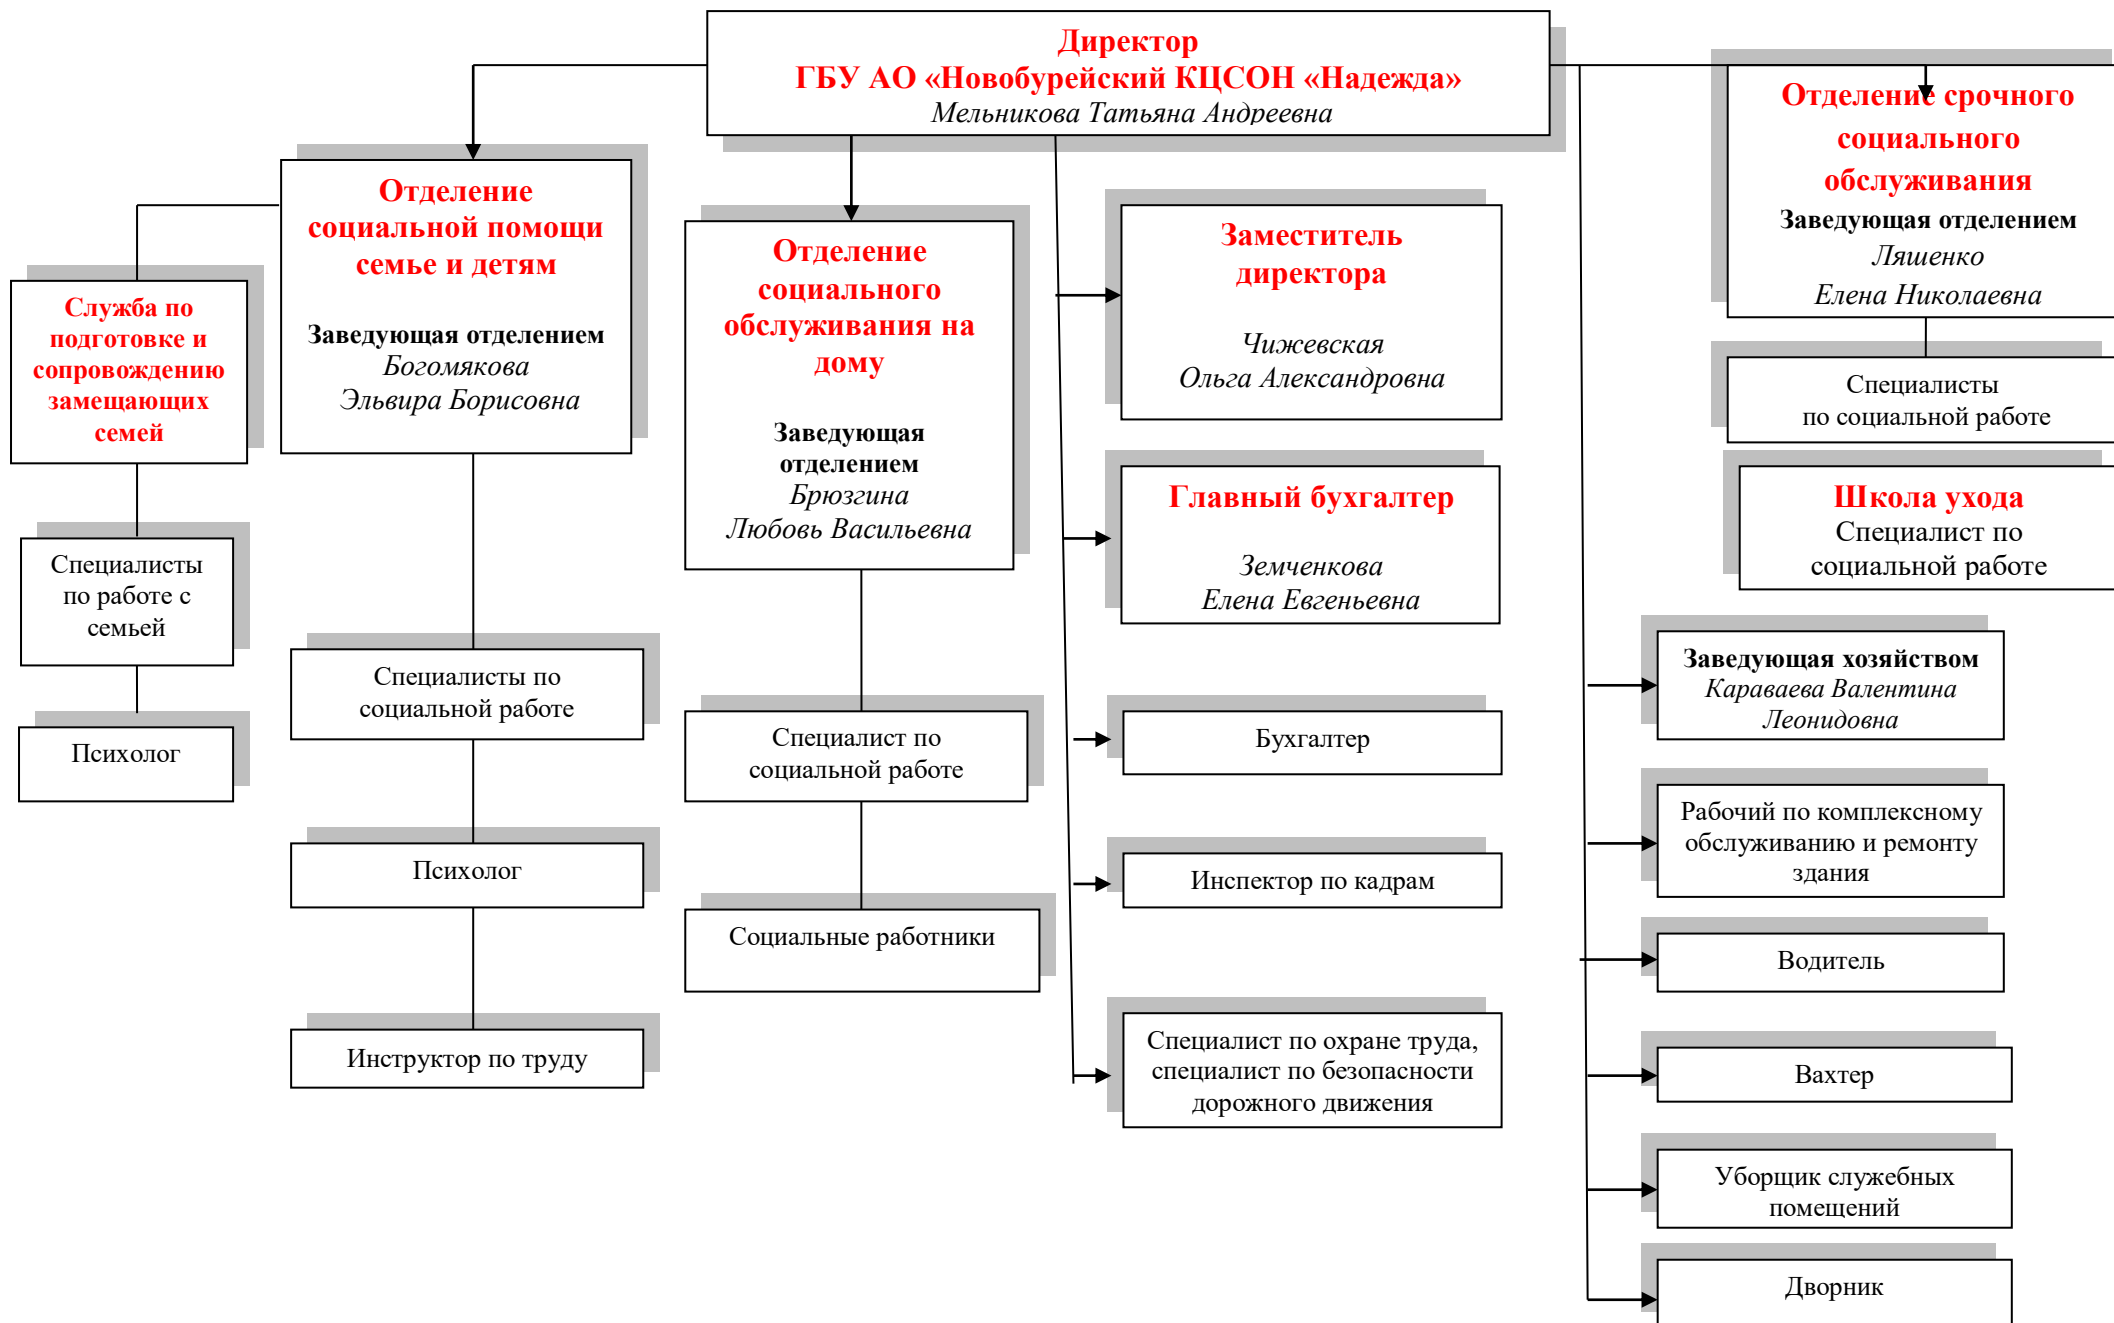 Директор
ГБУ АО «Новобурейский КЦСОН «Надежда»
Мельникова Татьяна Андреевна
Служба по
подготовке и
сопровождению
замещающих
семей
Специалисты
по работе с
семьей
Психолог
Отделение
социальной помощи
семье и детям
Заведующая отделением
Богомякова
Эльвира Борисовна
Специалисты по
социальной работе
Психолог
Инструктор по труду
Отделение
социального
обслуживания на
дому
Заведующая
отделением
Брюзгина
Любовь Васильевна
Специалист по
социальной работе
Социальные работники
Заместитель
директора
Чижевская
Ольга Александровна
Главный бухгалтер
Земченкова
Елена Евгеньевна
Бухгалтер
Инспектор по кадрам
Специалист по охране труда,
специалист по безопасности
дорожного движения
Отделение срочного
социального
обслуживания
Заведующая отделением
Ляшенко
Елена Николаевна
Специалисты
по социальной работе
Школа ухода
Специалист по
социальной работе
Заведующая хозяйством
Караваева Валентина
Леонидовна
Рабочий по комплексному
обслуживанию и ремонту
здания
Водитель
Вахтер
Уборщик служебных
помещений
Дворник